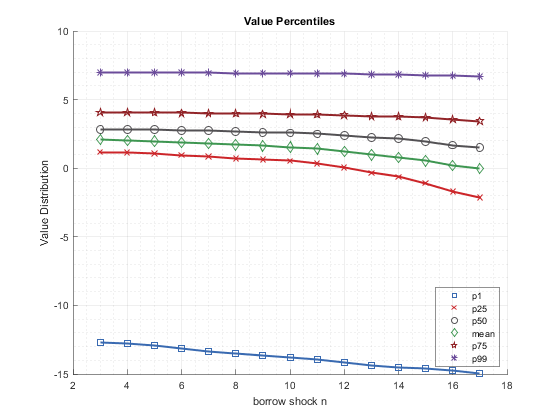 Value Percentiles
10
5
0
-5
-10
-15
Value Distribution
2 4 6 8 10 12 14 16 18
borrow shock n
p1
p25
p50
mean
p75
p99